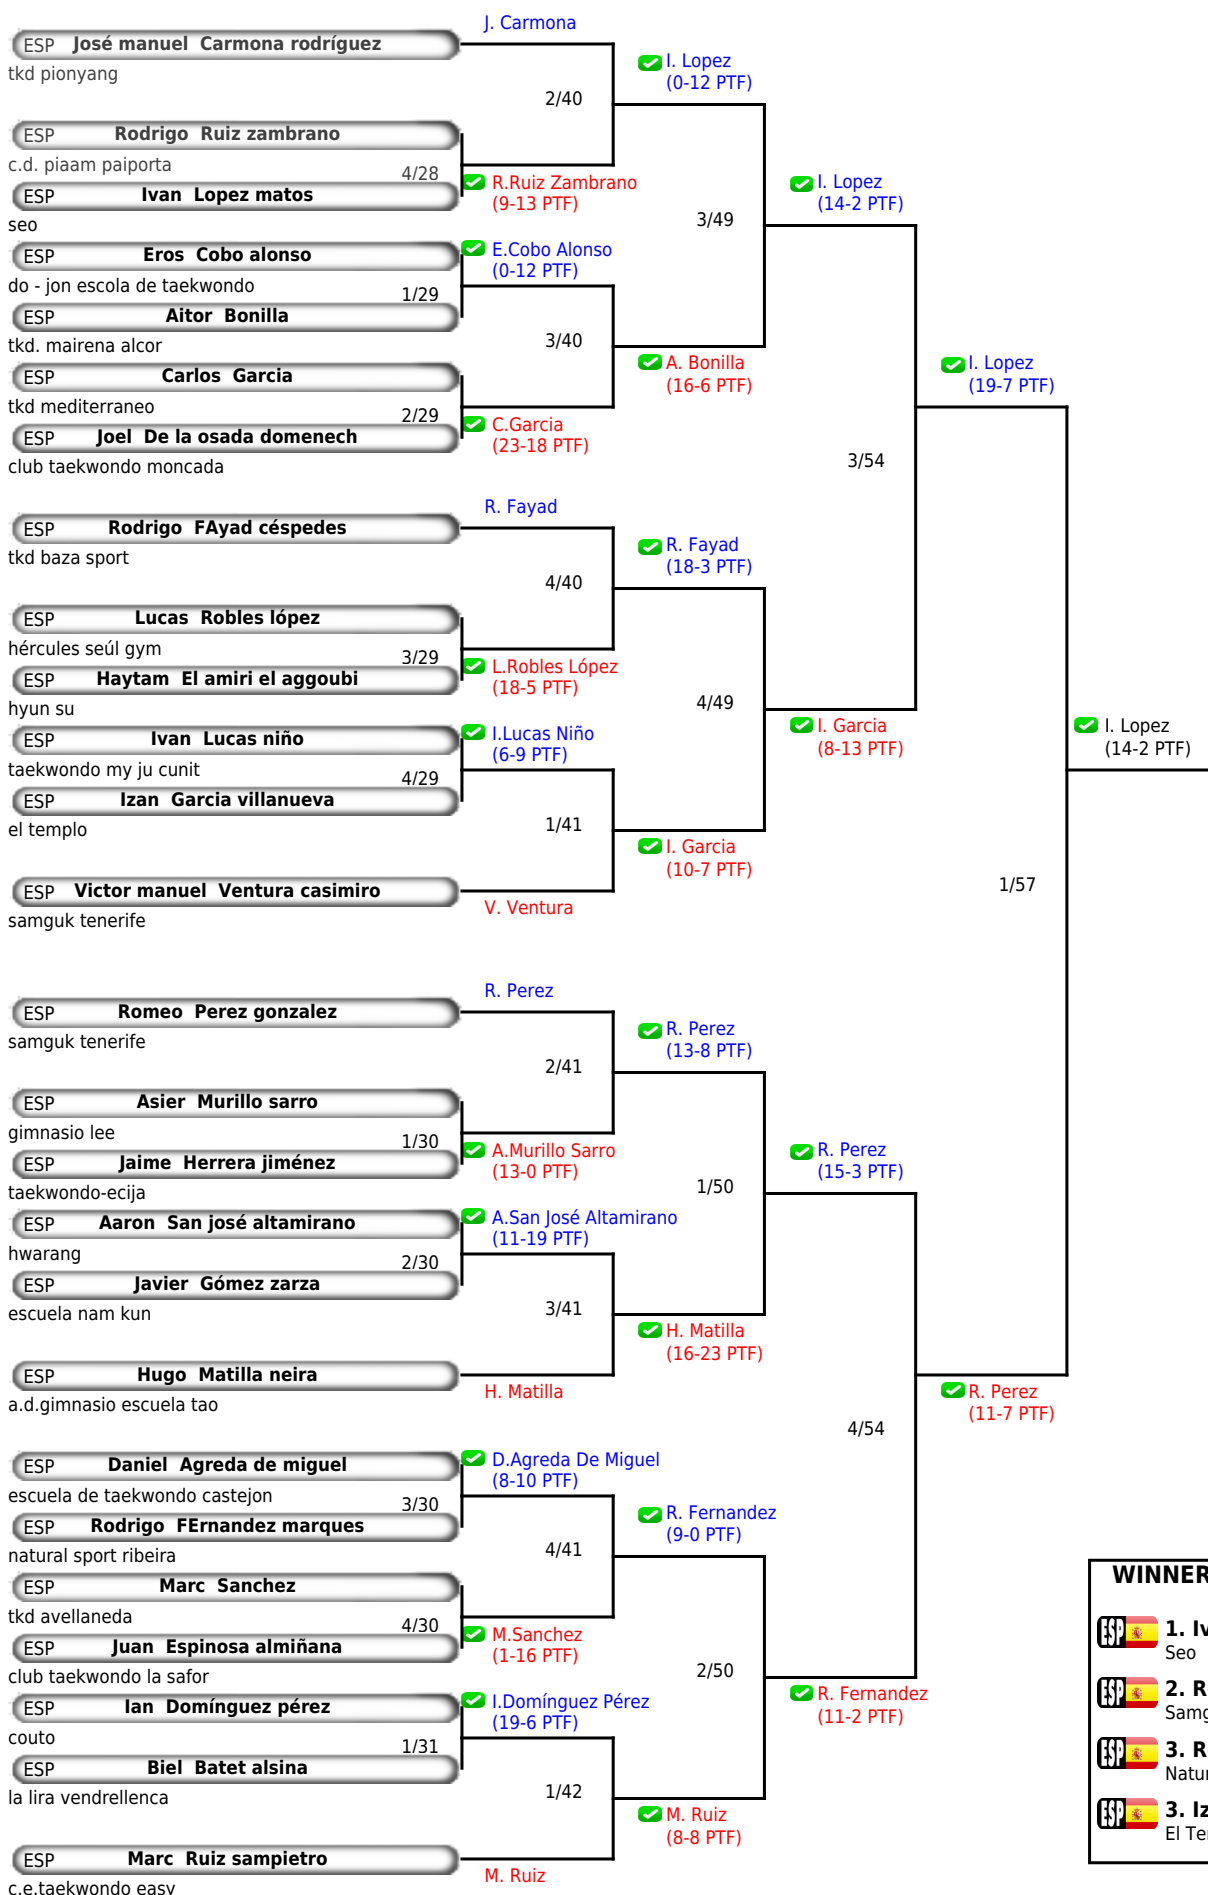 J. Carmona
ESP José manuel Carmona rodríguez
tkd pionyang
I. Lopez
(0-12 PTF)
2/40
ESP Rodrigo Ruiz zambrano
c.d. piaam paiporta
4/28
R.Ruiz Zambrano
(9-13 PTF)
ESP Ivan Lopez matos
seo
I. Lopez
(14-2 PTF)
3/49
ESP Eros Cobo alonso
do - jon escola de taekwondo
E.Cobo Alonso
(0-12 PTF)
1/29
ESP Aitor Bonilla
tkd. mairena alcor
3/40
A. Bonilla
(16-6 PTF)
I. Lopez
(19-7 PTF)
ESP Carlos Garcia
tkd mediterraneo
2/29
C.Garcia
(23-18 PTF)
ESP Joel De la osada domenech
club taekwondo moncada
3/54
R. Fayad
ESP Rodrigo FAyad céspedes
tkd baza sport
R. Fayad
(18-3 PTF)
4/40
ESP Lucas Robles lópez
hércules seúl gym
3/29
L.Robles López
(18-5 PTF)
ESP Haytam El amiri el aggoubi
hyun su
4/49
I. Garcia
(8-13 PTF)
I. Lopez
(14-2 PTF)
ESP Ivan Lucas niño
taekwondo my ju cunit
I.Lucas Niño
(6-9 PTF)
4/29
ESP Izan Garcia villanueva
el templo
1/41
I. Garcia
(10-7 PTF)
ESP Victor manuel Ventura casimiro
samguk tenerife
V. Ventura
1/57
R. Perez
ESP Romeo Perez gonzalez
samguk tenerife
R. Perez
(13-8 PTF)
2/41
ESP Asier Murillo sarro
gimnasio lee
1/30
A.Murillo Sarro
(13-0 PTF)
ESP Jaime Herrera jiménez
taekwondo-ecija
R. Perez
(15-3 PTF)
1/50
ESP Aaron San josé altamirano
hwarang
A.San José Altamirano
(11-19 PTF)
2/30
ESP Javier Gómez zarza
escuela nam kun
3/41
H. Matilla
(16-23 PTF)
ESP Hugo Matilla neira
a.d.gimnasio escuela tao
H. Matilla
R. Perez
(11-7 PTF)
4/54
ESP Daniel Agreda de miguel
escuela de taekwondo castejon
D.Agreda De Miguel
(8-10 PTF)
3/30
ESP Rodrigo FErnandez marques
natural sport ribeira
R. Fernandez
(9-0 PTF)
4/41
ESP Marc Sanchez
tkd avellaneda
4/30
M.Sanchez
(1-16 PTF)
ESP Juan Espinosa almiñana
club taekwondo la safor
2/50
R. Fernandez
(11-2 PTF)
ESP Ian Domínguez pérez
couto
I.Domínguez Pérez
(19-6 PTF)
1/31
ESP Biel Batet alsina
la lira vendrellenca
1/42
M. Ruiz
(8-8 PTF)
ESP Marc Ruiz sampietro
c.e.taekwondo easy
M. Ruiz
WINNER
ESP 1. Iv
Seo
ESP 2. R
Samg
ESP 3. R
Natur
ESP 3. Iz
El Te